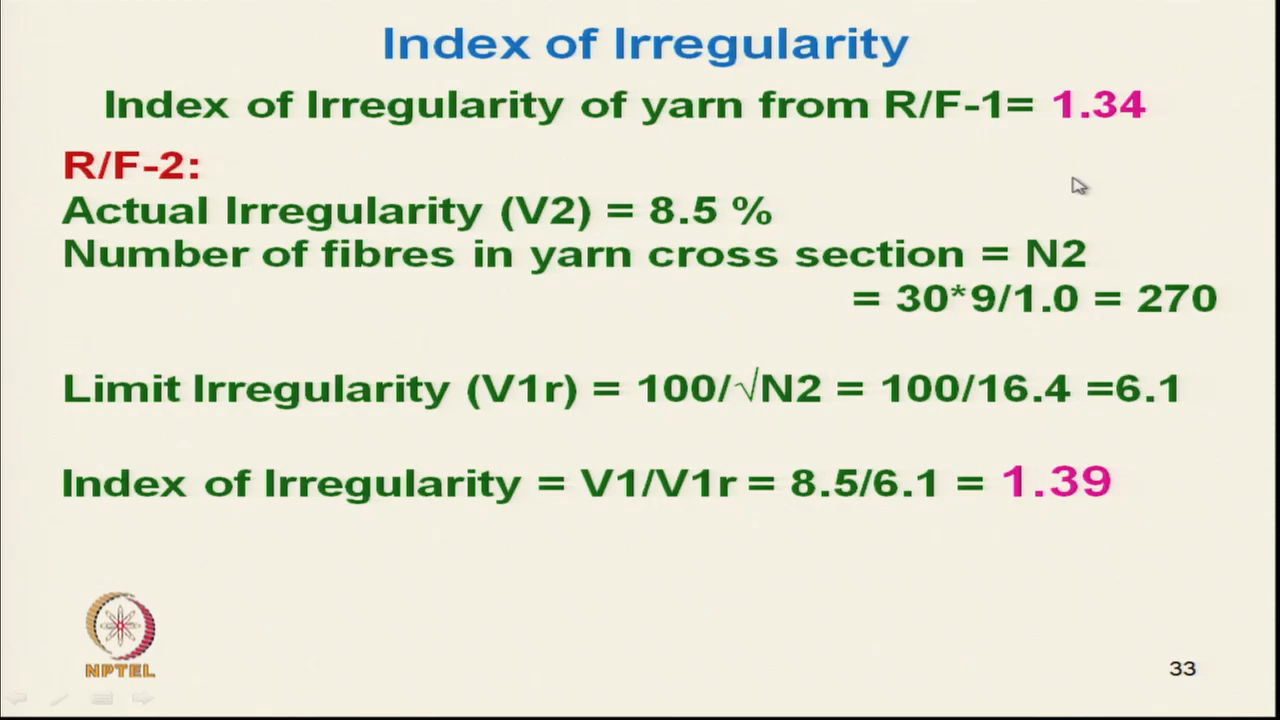 Index of Irregularity
Index of Irregularity of yarn from R/F-1= 1.34
R/F-2:
Actual Irregularity (V2) = 8.5 %
Number of fibres in yarn cross section = N2
= 30*9/1.0 = 270
Limit Irregularity (V1r) = 100/√N2 = 100/16.4 =6.1
Index of Irregularity = V1/V1r = 8.5/6.1 = 1.39
NPTEL
33